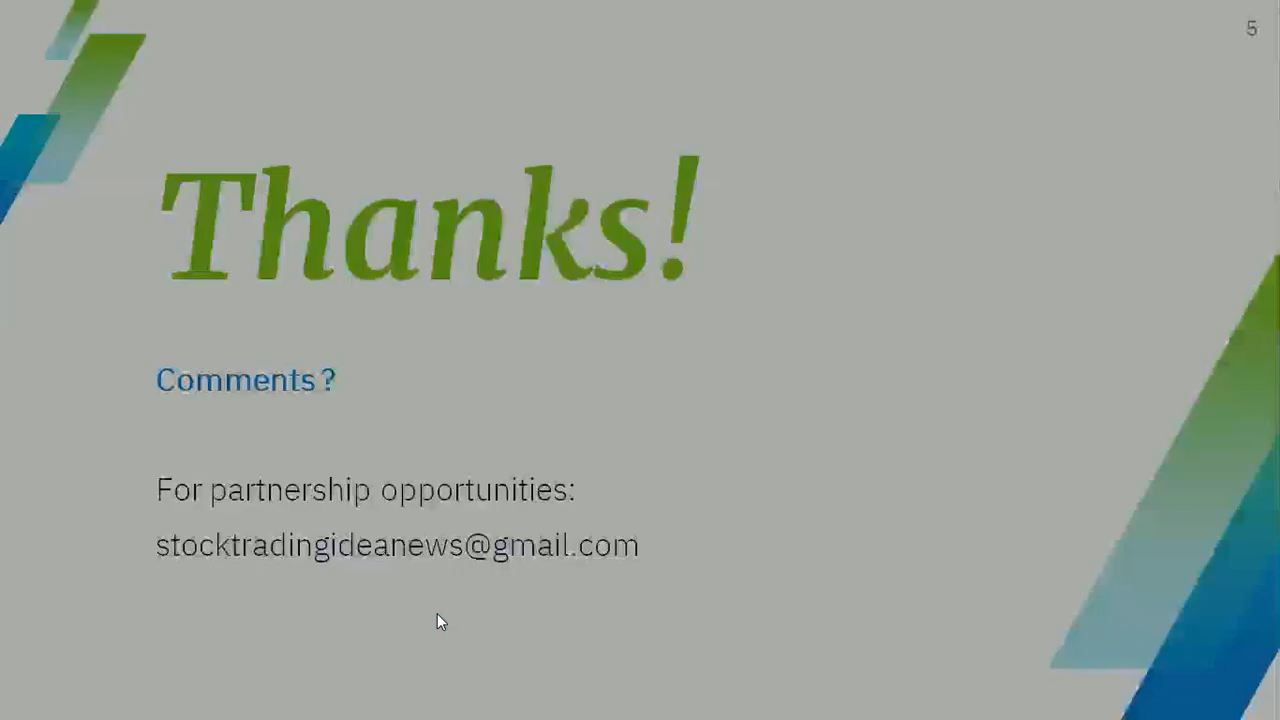 5
Thanks!
Comments?
For partnership opportunities:
stocktradingideanews@gmail.com